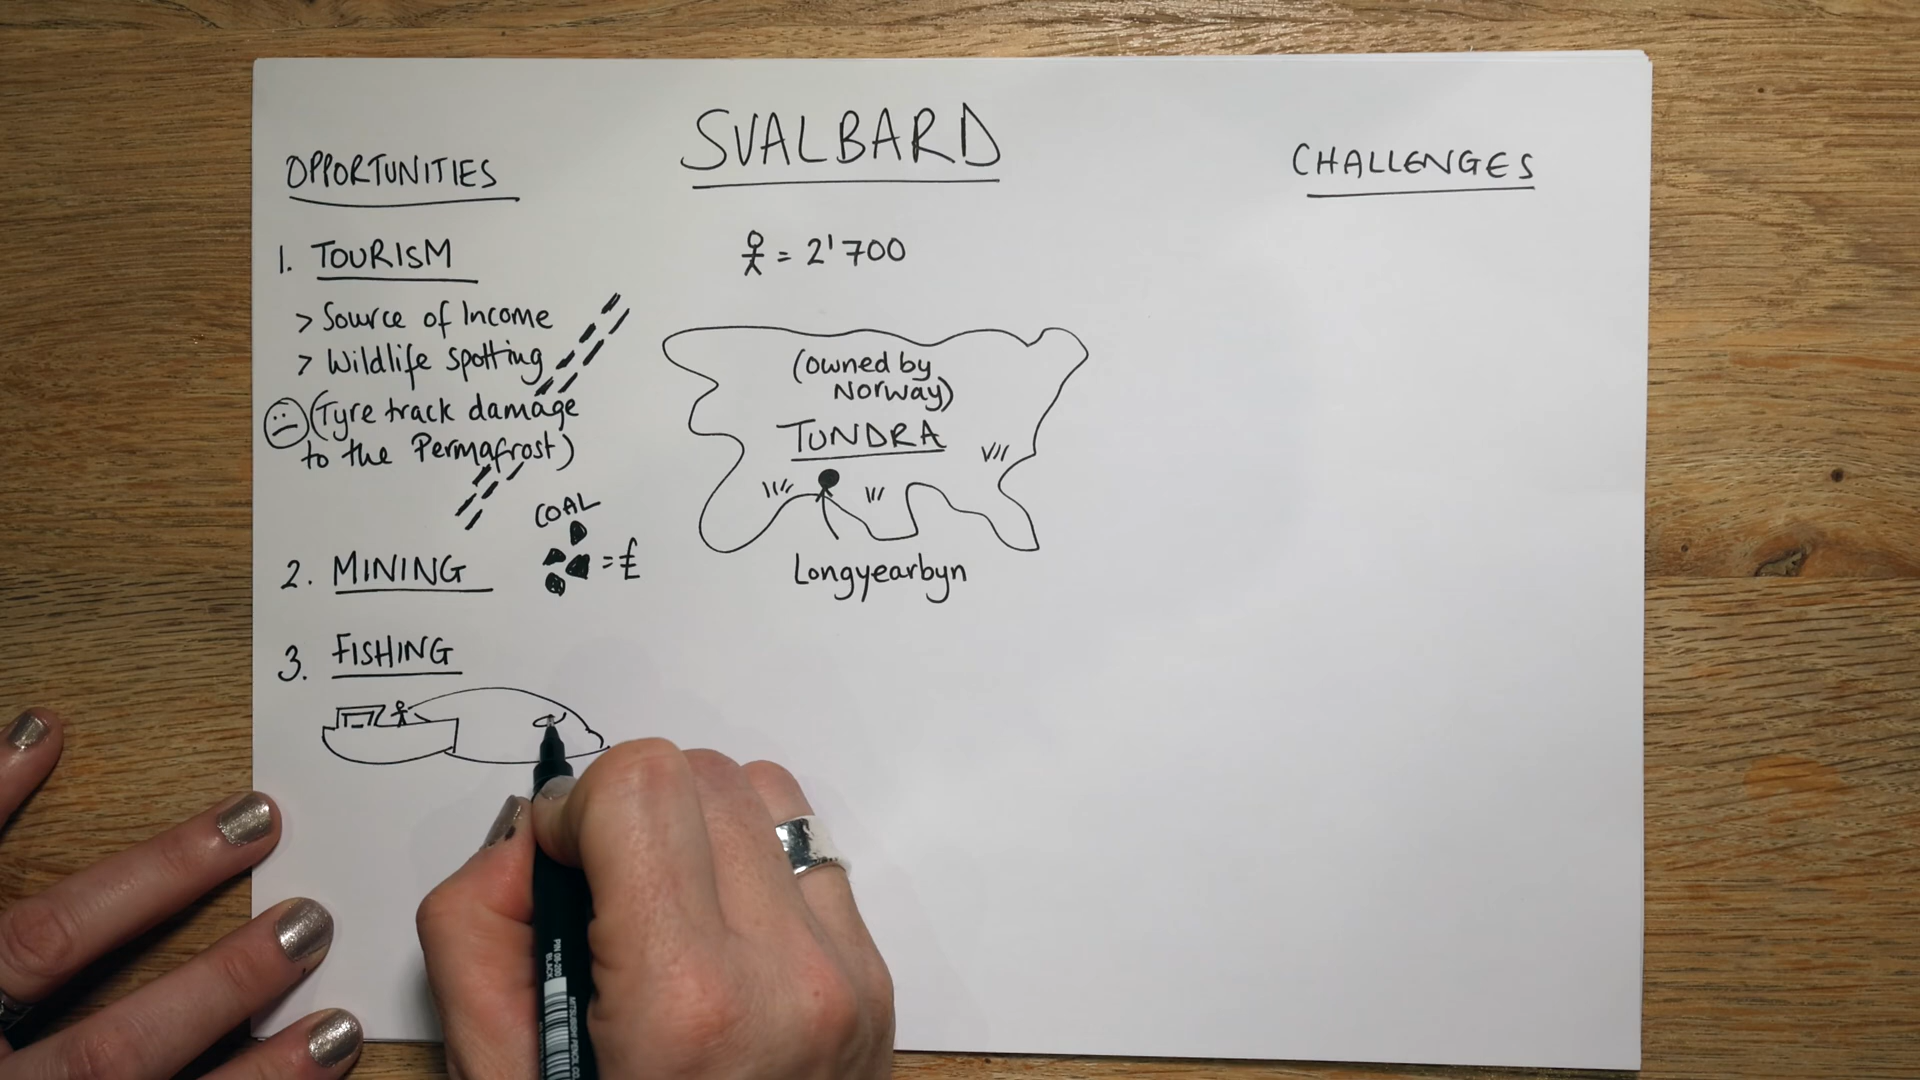 SVALBARD
OPPORTUNITIES
1. TOURISM
> Source of Income
> Wildlife spotting
(Tyre track damage
to the Permafrost)
2. MINING
COAL
= £
3. FISHING
= 2'700
(owned by
Norway)
TUNDRA
Longyearbyn
CHALLENGES